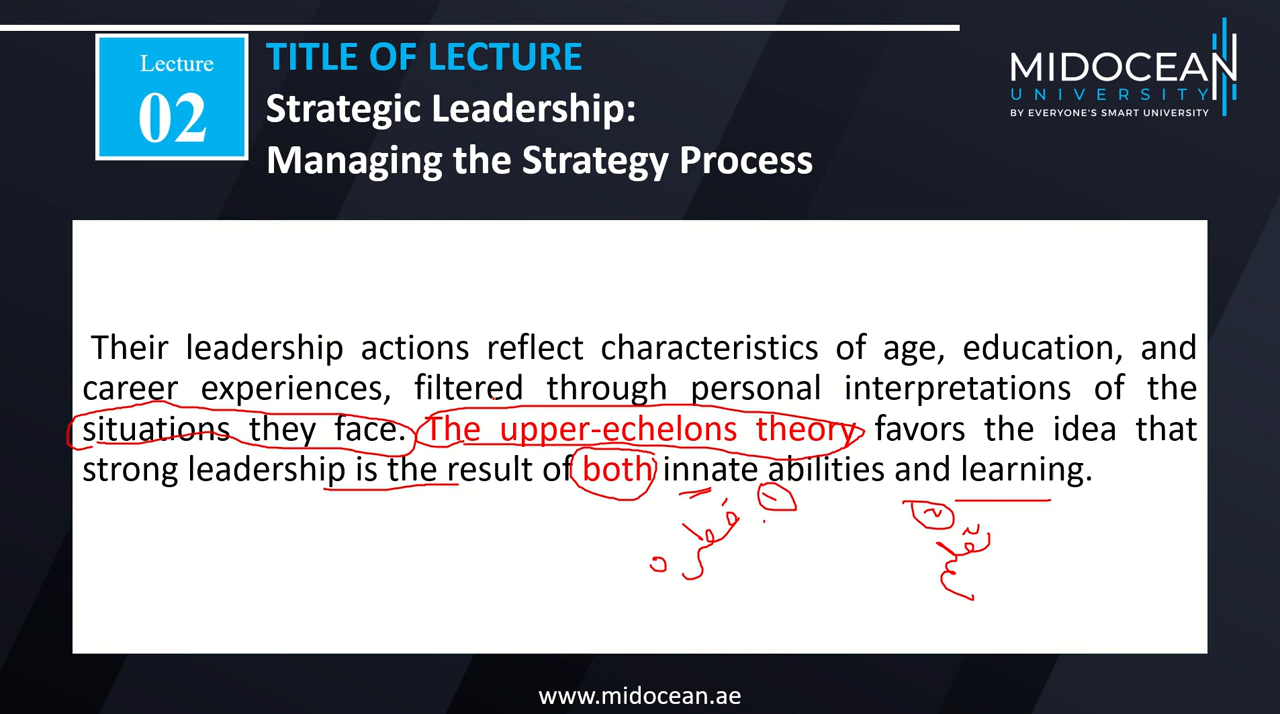 Lecture
02
TITLE OF LECTURE
Strategic Leadership:
Managing the Strategy Process
MIDOCEAN
UNIVERSITY
BY EVERYONE'S SMART UNIVERSITY
Their leadership actions reflect characteristics of age, education, and
career experiences, filtered through personal interpretations of the
situations they face. The upper-echelons theory favors the idea that
strong leadership is the result of both innate abilities and learning.
www.midocean.ae